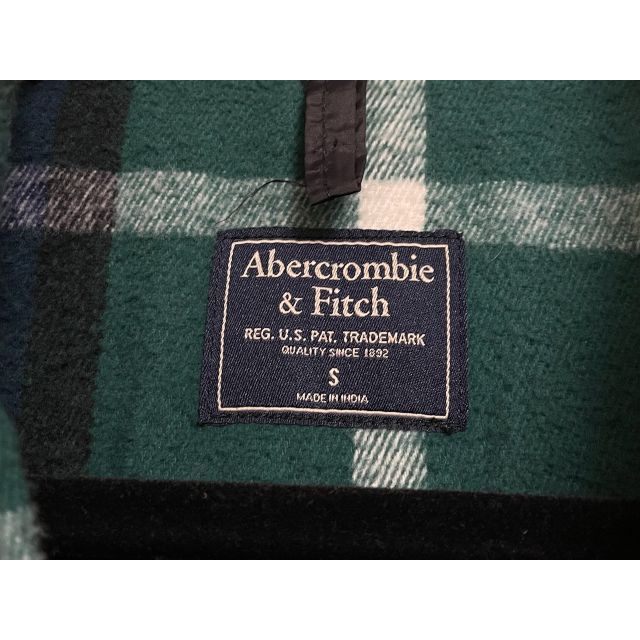 Abercrombie
& Fitch
REG. U.S. PAT. TRADEMARK
QUALITY SINCE 1892
S
MADE IN INDIA